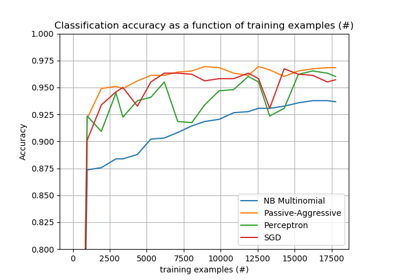 Classification accuracy as a function of training examples (#)
1.000
0.975
0.950
0.925
0.900
0.875
0.850
0.825
0.800
Accuracy
0 2500 5000 7500 10000 12500 15000 17500
training examples (#)
NB Multinomial
Passive-Aggressive
Perceptron
SGD